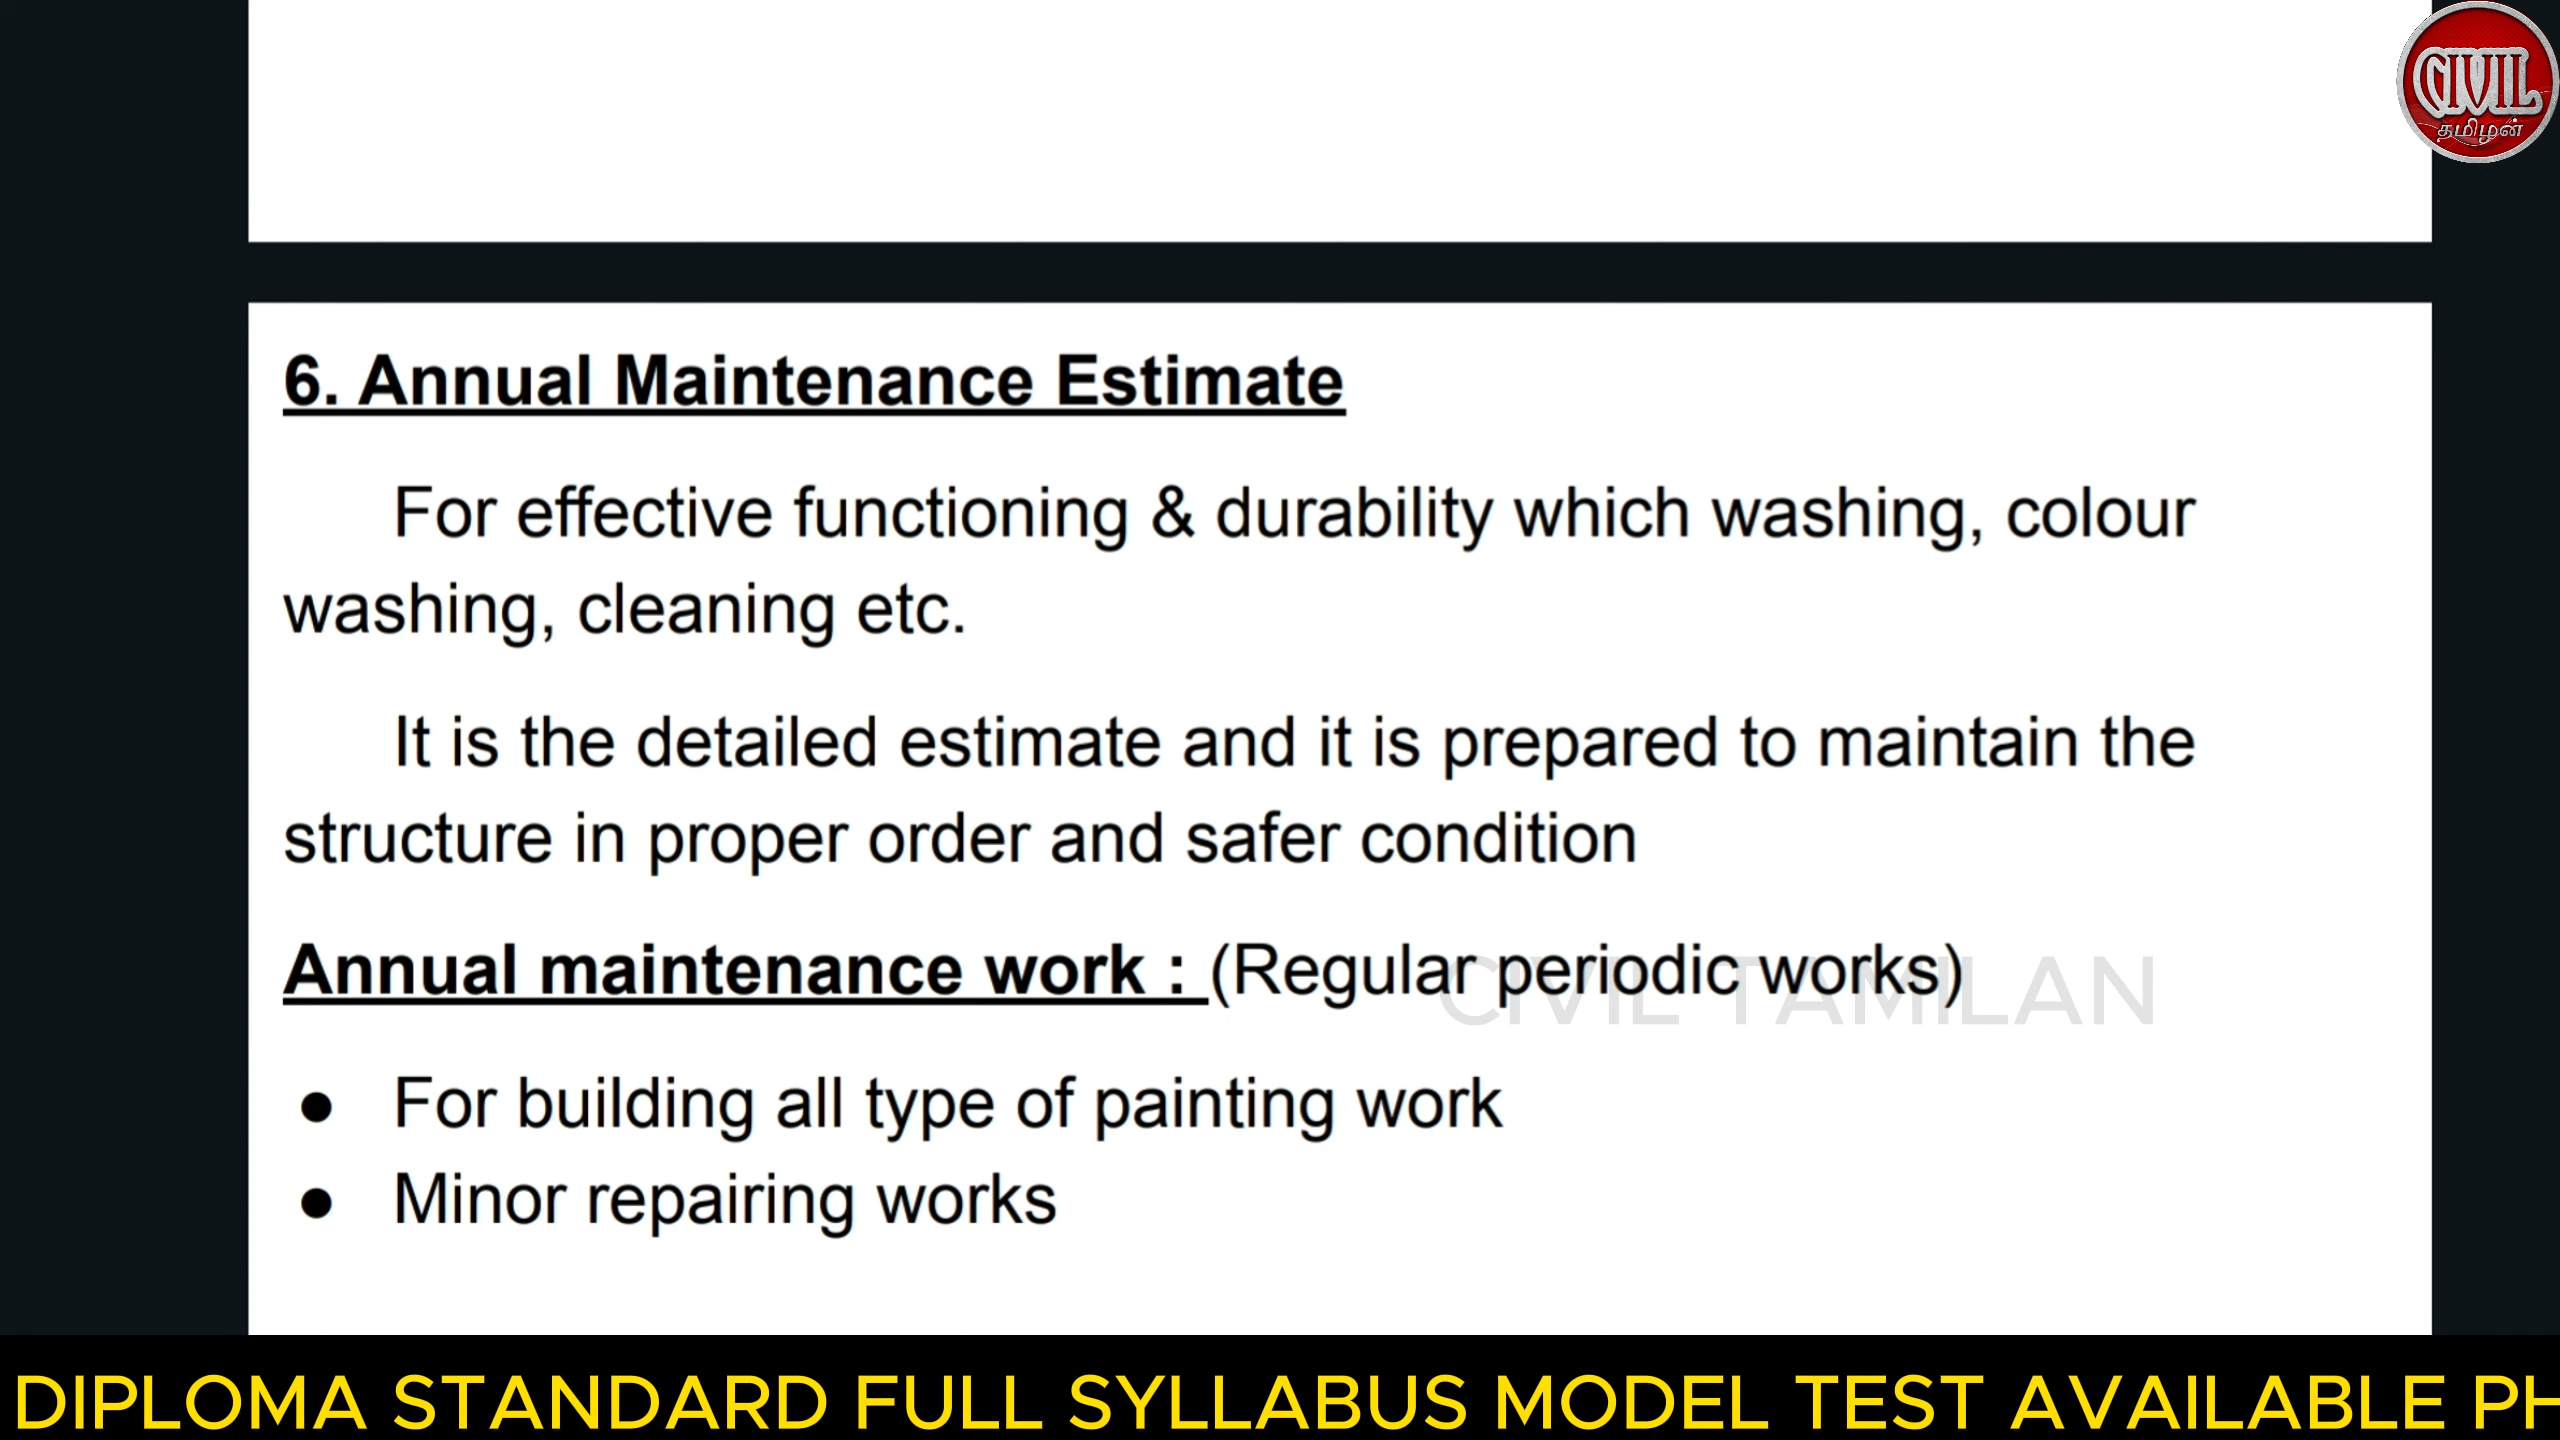 CIVIL
தமிழன்
6. Annual Maintenance Estimate
For effective functioning & durability which washing, colour
washing, cleaning etc.
It is the detailed estimate and it is prepared to maintain the
structure in proper order and safer condition
Annual maintenance work : (Regular periodic works)
CIVIL TAMILAN
● For building all type of painting work
● Minor repairing works
DIPLOMA STANDARD FULL SYLLABUS MODEL TEST AVAILABLE PH